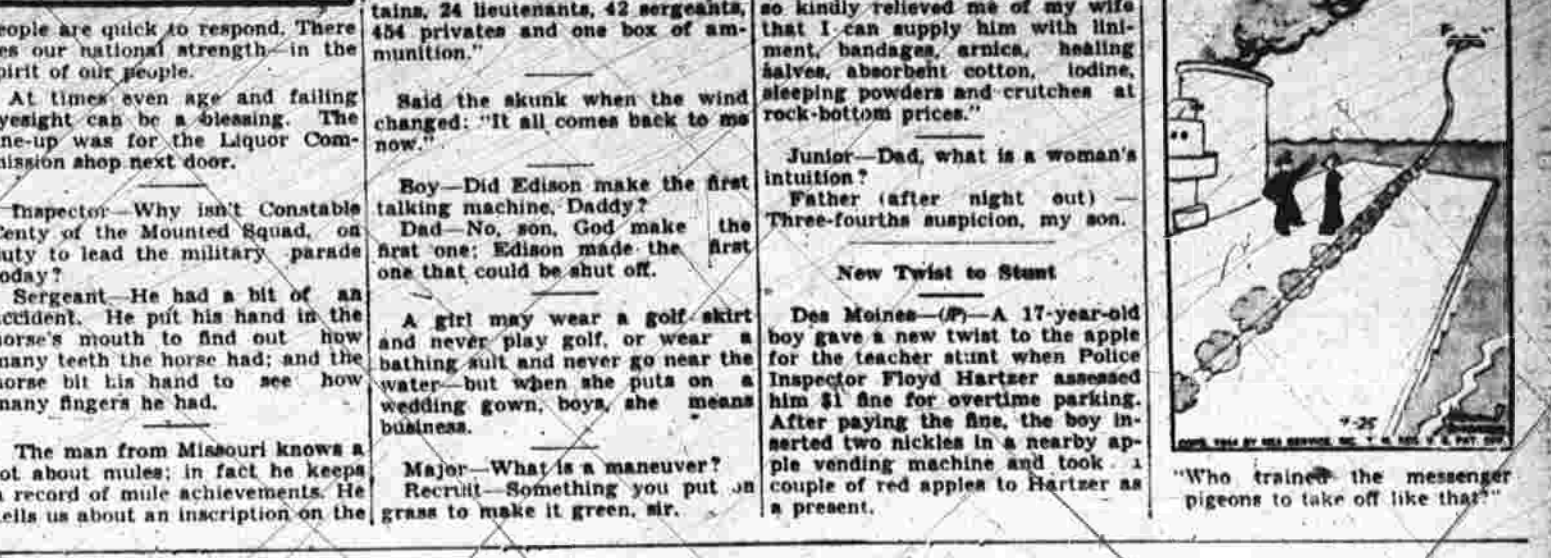 eople are quick to respond. There
es our national strength—in the
pirit of our people.
At times even age and failing
yesight can be a blessing. The
ne-up was for the Liquor Com-
ission shop next door.
Inspector—Why isn't Constable
enty of the Mounted Squad, on
uty to lead the military parade
oday?
Sergeant—He had a bit of an
ccident. He put his hand in the
orse's mouth to find out how
many teeth the horse had; and the
orse bit his hand to see how
many fingers he had.
The man from Missouri knows a
ot about mules; in fact he keeps
a record of mule achievements. He
ells us about an inscription on the
tains, 24 lieutenants, 42 sergeants,
454 privates and one box of am-
munition."
Said the skunk when the wind
changed: "It all comes back to me
now."
Boy—Did Edison make the first
talking machine, Daddy?
Dad—No, son, God make the
first one; Edison made the first
one that could be shut off.
A girl may wear a golf skirt
and never play golf, or wear a
bathing suit and never go near the
water—but when she puts on a
wedding gown, boys, she means
business.
Major—What is a maneuver?
Recruit—Something you put on
grass to make it green, sir.
so kindly relieved me of my wife
that I can supply him with lini-
ment, bandages, arnica, healing
salves, absorbent cotton, iodine,
sleeping powders and crutches at
rock-bottom prices."
Junior—Dad, what is a woman's
intuition?
Father (after night out) —
Three-fourths suspicion, my son.
New Twist to Stunt
Des Moines—(AP)—A 17-year-old
boy gave a new twist to the apple
for the teacher stunt when Police
Inspector Floyd Hartzer assessed
him $1 fine for overtime parking.
After paying the fine, the boy in-
serted two nickles in a nearby ap-
ple vending machine and took a
couple of red apples to Hartzer as
a present.
BY NEA SERVICE, INC. T. M. REG. U. S. PAT. OFF.
"Who trained the messenger
pigeons to take off like that?"